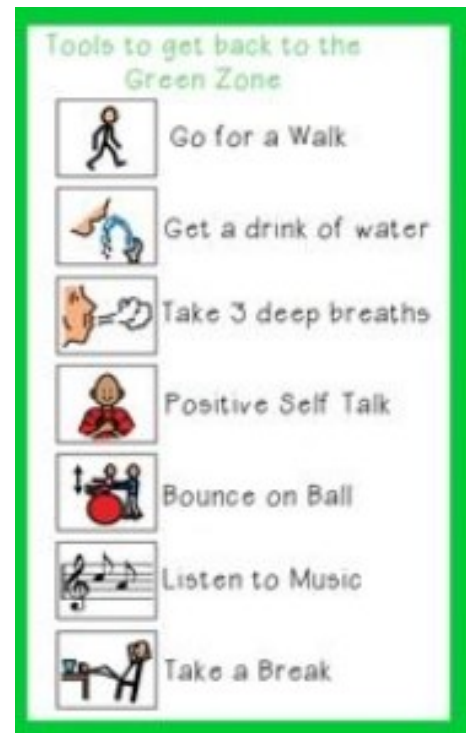 Tools to get back to the
Green Zone
Go for a Walk
Get a drink of water
Take 3 deep breaths
Positive Self Talk
Bounce on Ball
Listen to Music
Take a Break